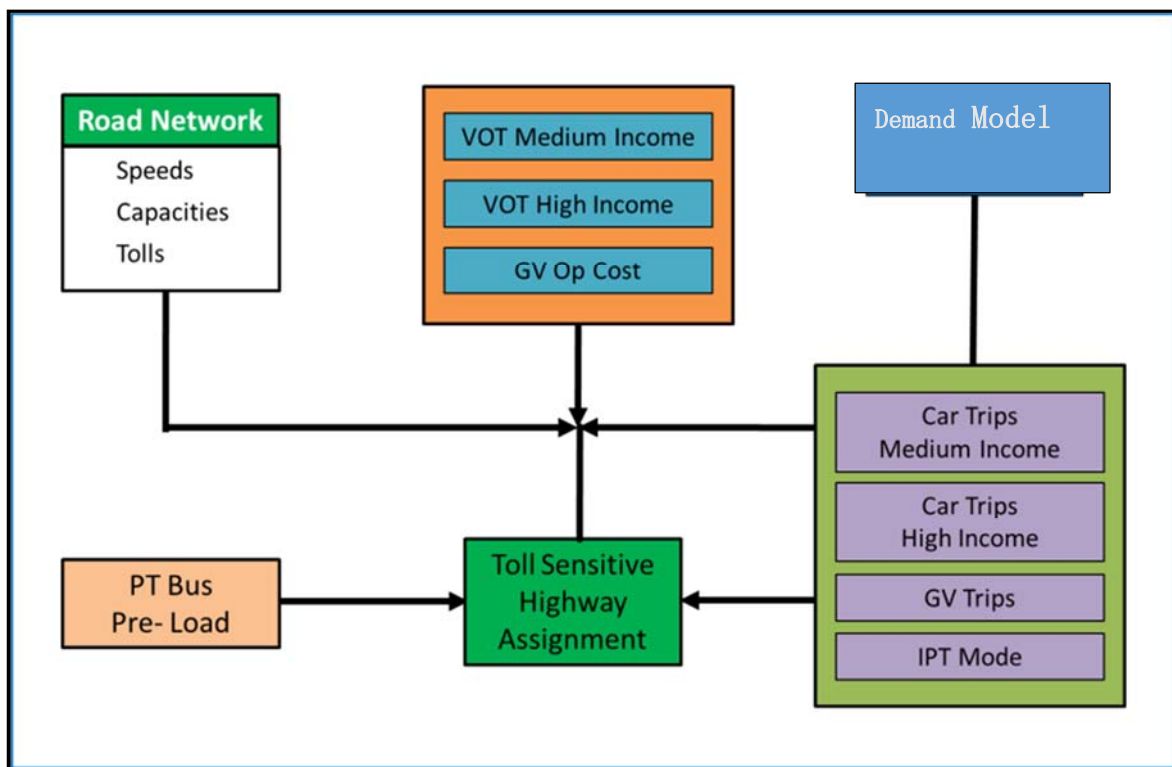 Road Network
Speeds
Capacities
Tolls
VOT Medium Income
VOT High Income
GV Op Cost
Demand Model
Car Trips
Medium Income
Car Trips
High Income
GV Trips
IPT Mode
PT Bus
Pre- Load
Toll Sensitive
Highway
Assignment